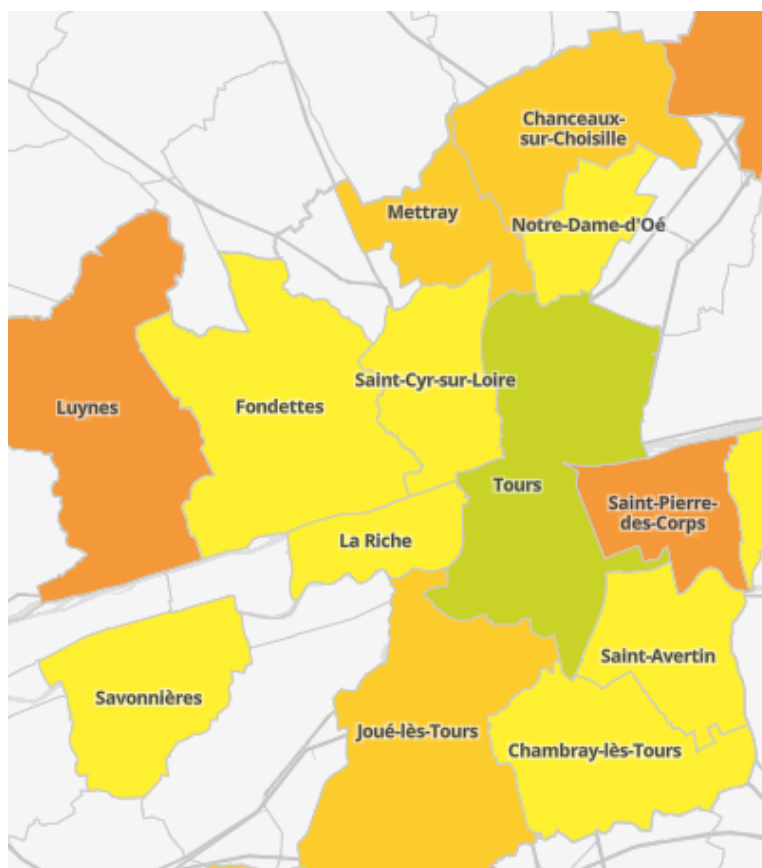 Chanceaux-
sur-Choisille
Mettray
Notre-Dame-d'Oé
Saint-Cyr-sur-Loire
Luynes
Fondettes
Tours
Saint-Pierre-
des-Corps
La Riche
Saint-Avertin
Savonnières
Joué-lès-Tours
Chambray-lès-Tours